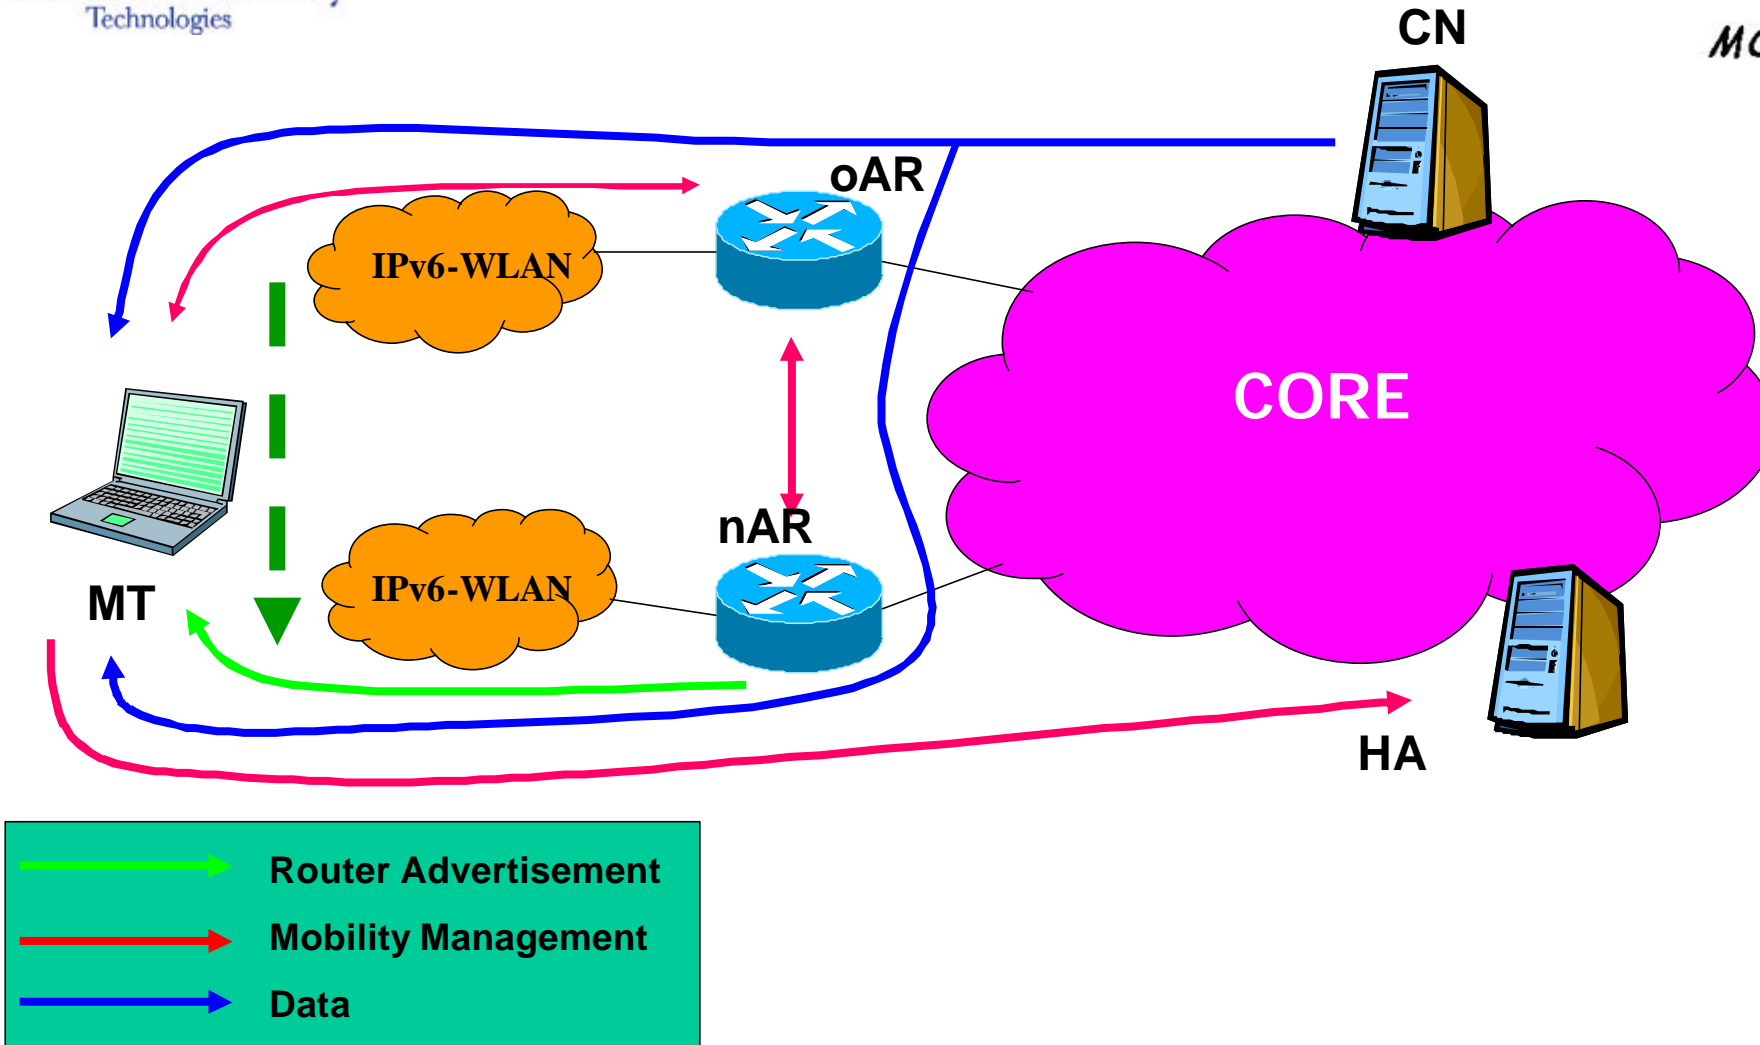 Technologies
CN
oAR
IPv6-WLAN
CORE
nAR
IPv6-WLAN
MT
HA
Router Advertisement
Mobility Management
Data